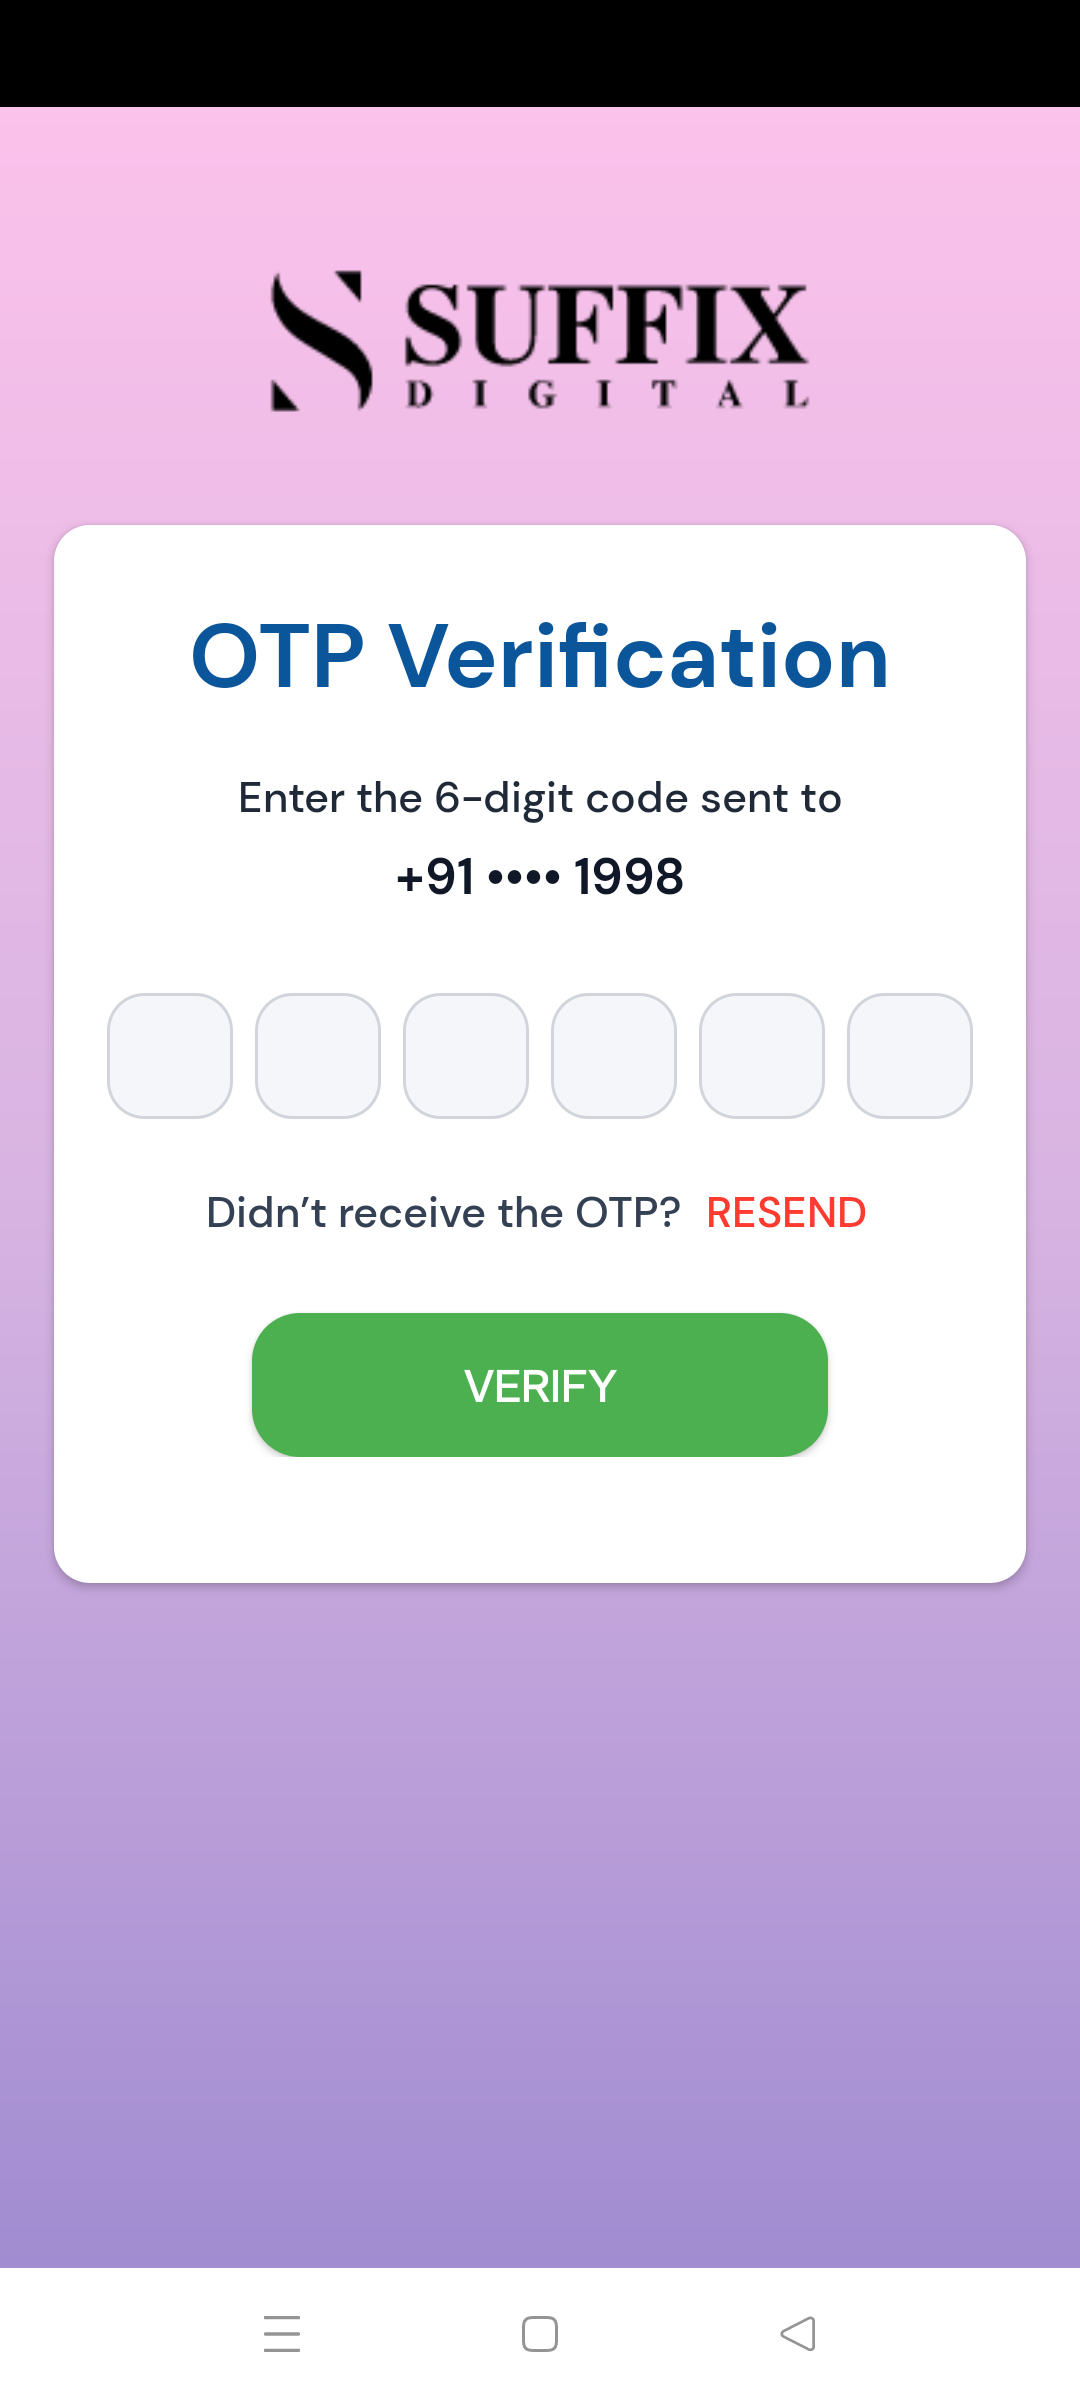 SUFFIX
DIGITAL
OTP Verification
Enter the 6-digit code sent to
+91 •••• 1998
Didn’t receive the OTP? RESEND
VERIFY